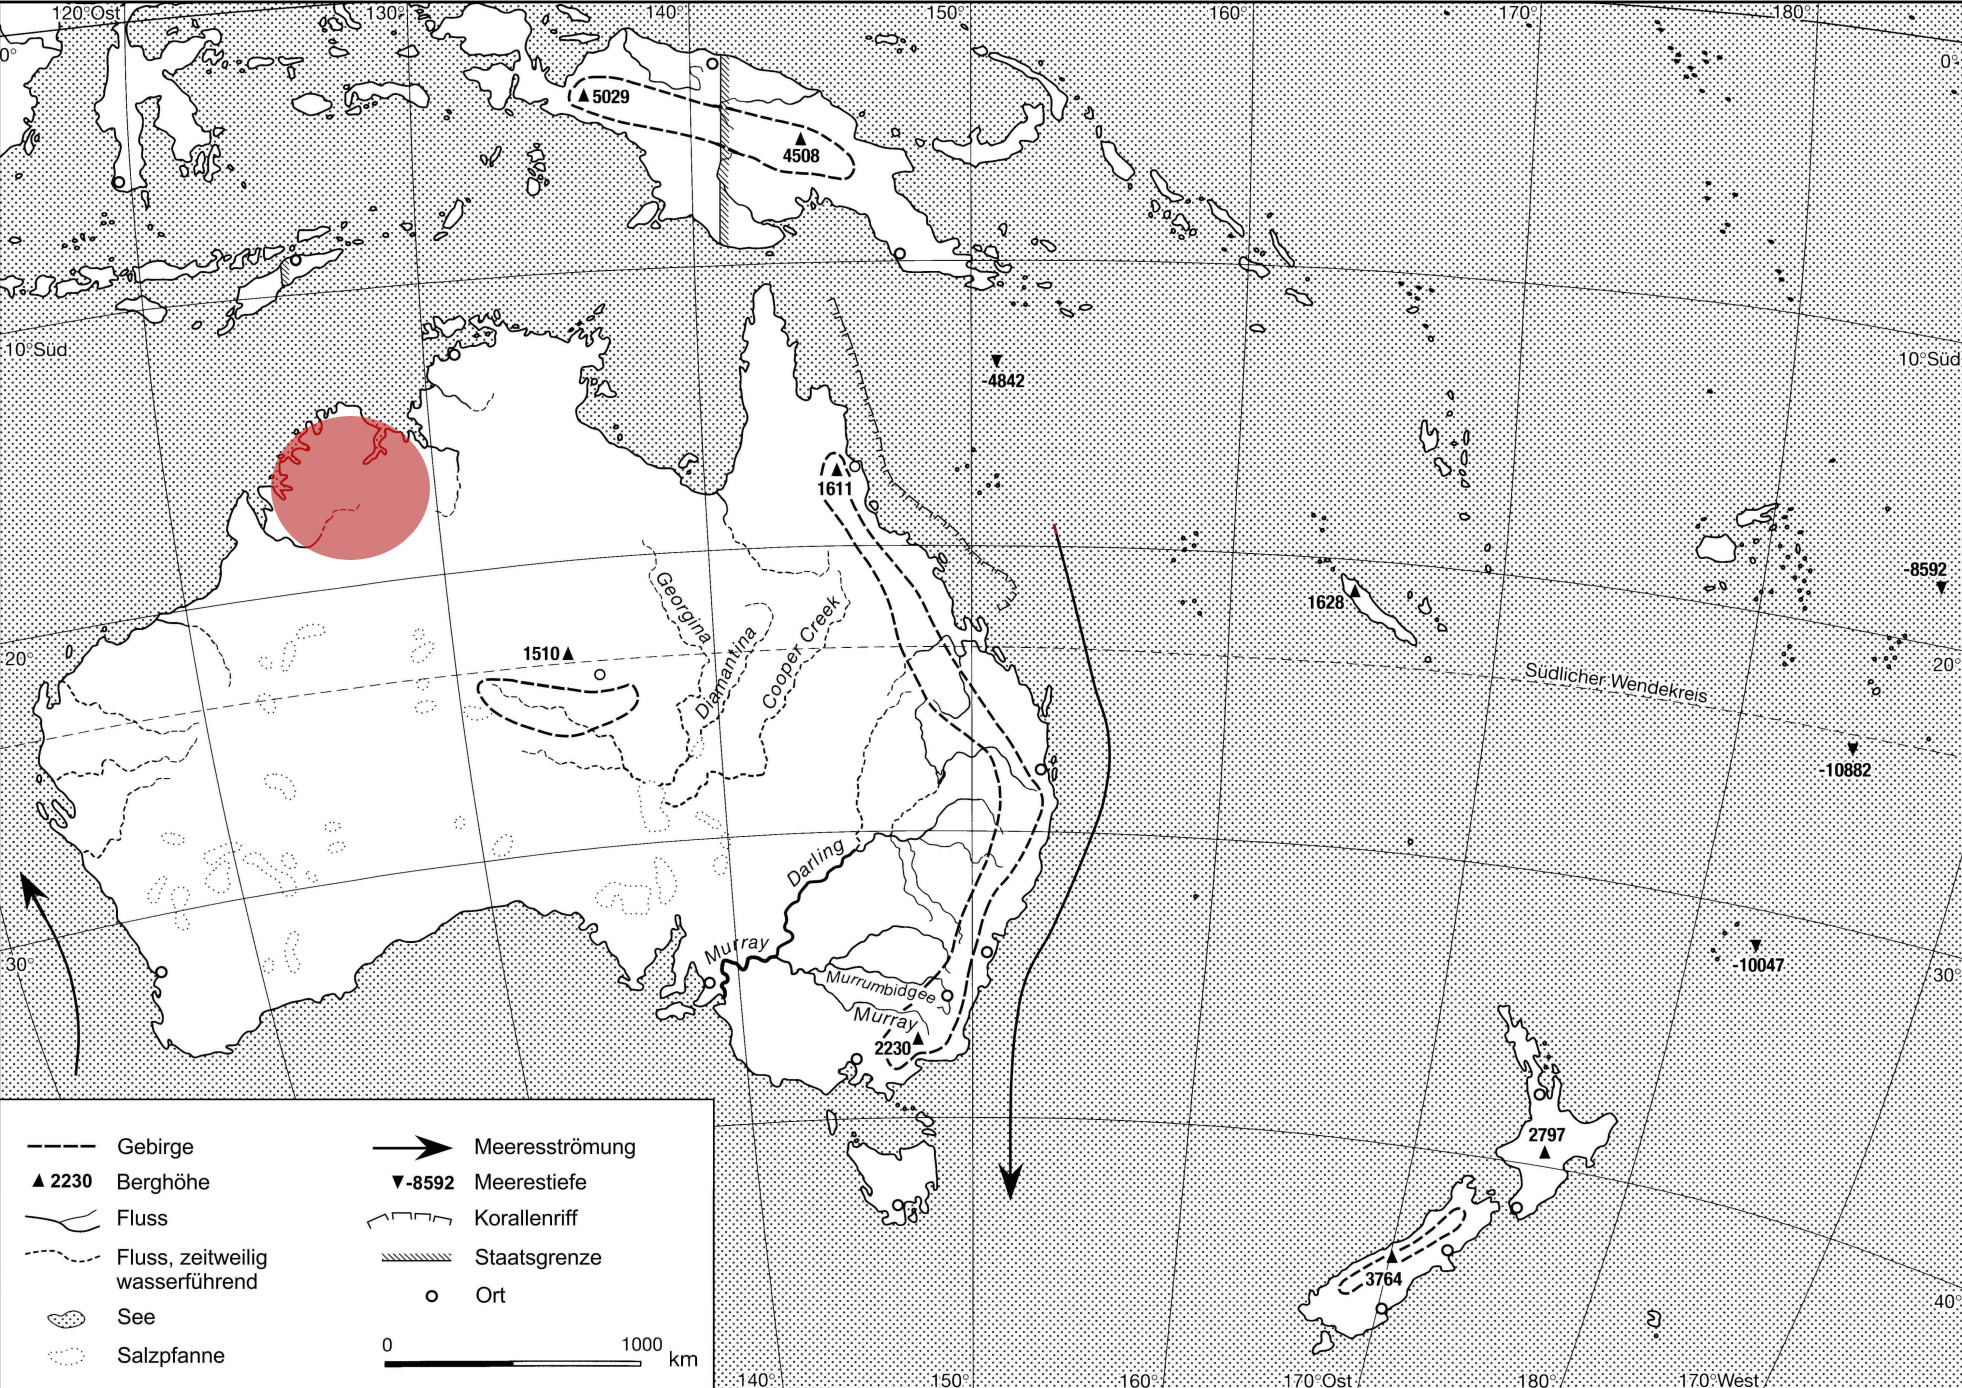 120°Ost
130°
140°
150°
160°
170°
180°
0°
0°
5029
4508
10°Süd
10°Süd
-4842
1611
-8592
1628
Georgina
Diamantina
Cooper Creek
1510
20°
20°
Südlicher Wendekreis
-10882
Darling
Murray
Murrumbidgee
Murray
2230
30°
30°
-10047
2797
3764
40°
Gebirge
2230 Berghöhe
Fluss
Fluss, zeitweilig
wasserführend
See
Salzpfanne
Meeresströmung
-8592 Meerestiefe
Korallenriff
Staatsgrenze
Ort
0 1000 km
140°
150°
160°
170°Ost
180°
170°West